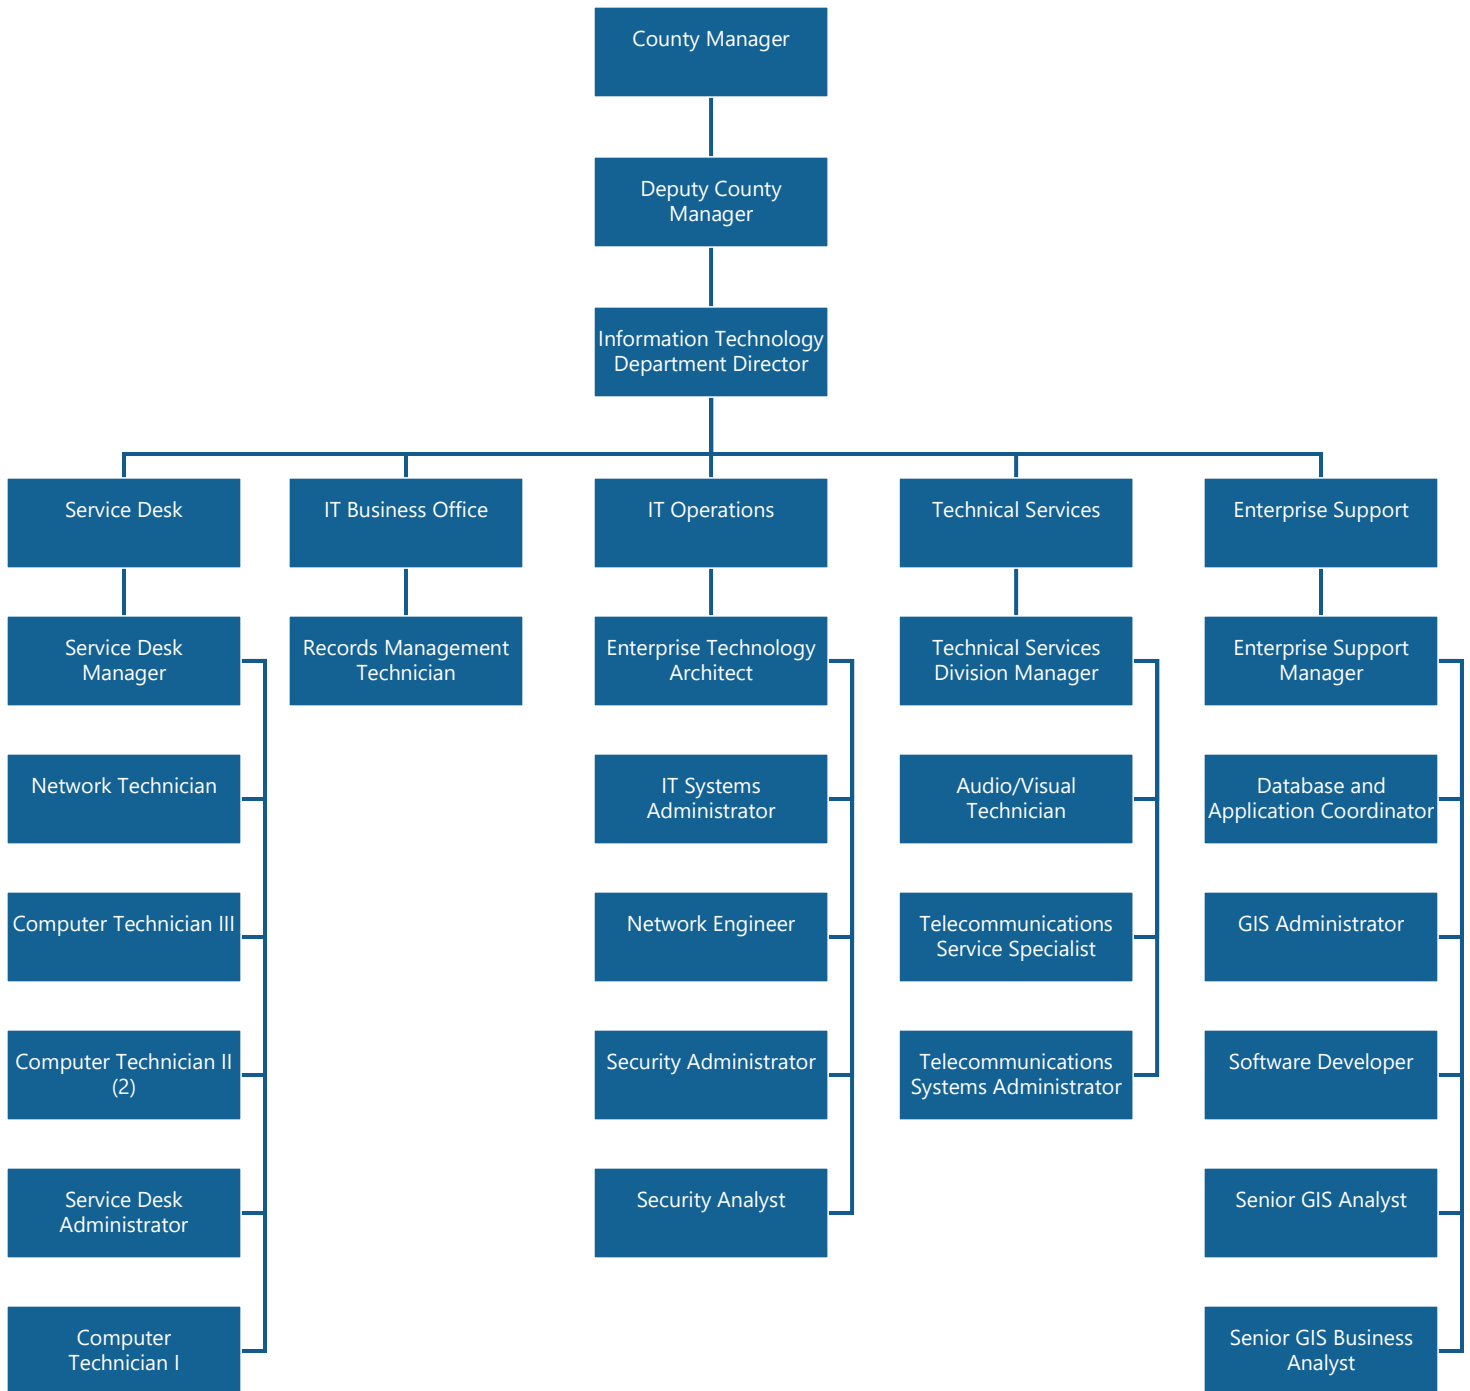 County Manager
Deputy County
Manager
Information Technology
Department Director
Service Desk
IT Business Office
IT Operations
Technical Services
Enterprise Support
Service Desk
Manager
Records Management
Technician
Enterprise Technology
Architect
Technical Services
Division Manager
Enterprise Support
Manager
Network Technician
IT Systems
Administrator
Audio/Visual
Technician
Database and
Application Coordinator
Computer Technician III
Network Engineer
Telecommunications
Service Specialist
GIS Administrator
Computer Technician II
(2)
Security Administrator
Telecommunications
Systems Administrator
Software Developer
Service Desk
Administrator
Security Analyst
Senior GIS Analyst
Computer
Technician I
Senior GIS Business
Analyst